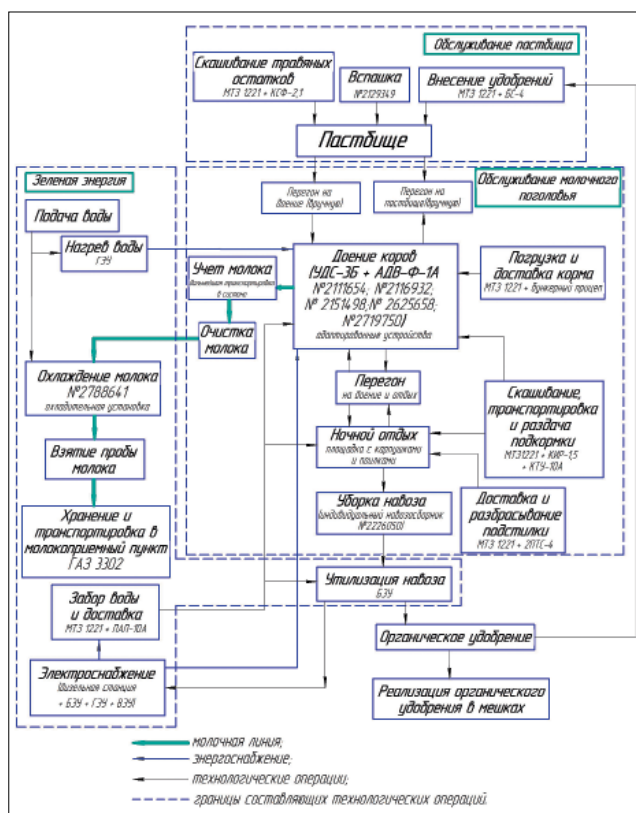 Обслуживание пастбища
Скашивание травяных
остатков
МТЗ 1221 + КСФ-2,1
Вспашка
№2129349
Внесение удобрений
МТЗ 1221 + БС-4
Пастбище
Зеленая энергия
Обслуживание молочного
поголовья
Перегон на
доение (вручную)
Перегон на
пастбище(вручную)
Подача воды
Нагрев воды
ГЭУ
Учет молока
дальнейшая транспортировка
в системе
Очистка
молока
Доение коров
(УДС-3Б + АДВ-Ф-1А
№2111654; №2116932;
№ 2151498;№ 2625658;
№2719750)
адаптированные устройства
Погрузка и
доставка корма
МТЗ 1221 + бункерный прицеп
Охлаждение молока
№2788641
охладительная установка
Перегон
на доение и отдых
Скашивание,
транспортировка
и раздача
подкормки
МТЗ1221 + КИР-1,5
+ КТУ-10А
Взятие пробы
молока
Ночной отдых
площадка с кормушками
и поилками
Хранение и
транспортировка в
молокоприемный пункт
ГАЗ 3302
Уборка навоза
(индивидуальный навозосборник
№2226050)
Доставка и
разбрасывание
подстилки
МТЗ 1221 + 2ПТС-4
Забор воды
и доставка
МТЗ 1221 + ПАП-10А
Утилизация навоза
БЭУ
Электроснабжение
(дизельная станция
+ БЭУ + ГЭУ + ВЭУ)
Органическое удобрение
Реализация органического
удобрения в мешках
молочная линия;
энергоснабжение;
технологические операции;
границы составляющих технологических операций.